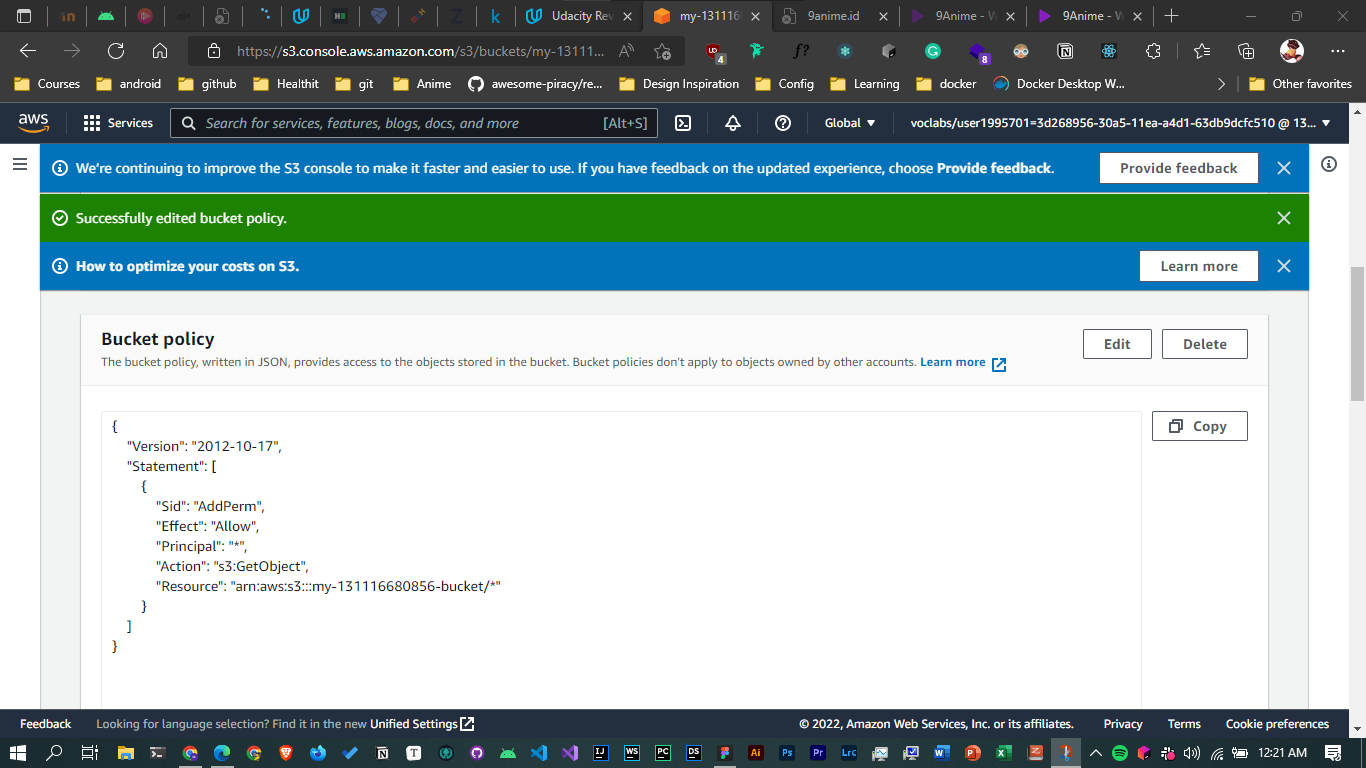 Udacity Rev
my-131116
9anime.id
9Anime - W
9Anime - W
https://s3.console.aws.amazon.com/s3/buckets/my-13111...
Courses
android
github
Healthit
git
Anime
awesome-piracy/re...
Design Inspiration
Config
Learning
docker
Docker Desktop W...
Other favorites
aws
Services
Search for services, features, blogs, docs, and more
[Alt+S]
Global
voclabs/user1995701=3d268956-30a5-11ea-a4d1-63db9dcfc510 @ 13...
We're continuing to improve the S3 console to make it faster and easier to use. If you have feedback on the updated experience, choose Provide feedback.
Provide feedback
Successfully edited bucket policy.
How to optimize your costs on S3.
Learn more
Bucket policy
The bucket policy, written in JSON, provides access to the objects stored in the bucket. Bucket policies don't apply to objects owned by other accounts. Learn more
Edit
Delete
Copy
{
"Version": "2012-10-17",
"Statement": [
{
"Sid": "AddPerm",
"Effect": "Allow",
"Principal": "*",
"Action": "s3:GetObject",
"Resource": "arn:aws:s3:::my-131116680856-bucket/*"
}
]
}
Feedback
Looking for language selection? Find it in the new Unified Settings
© 2022, Amazon Web Services, Inc. or its affiliates.
Privacy
Terms
Cookie preferences
12:21 AM